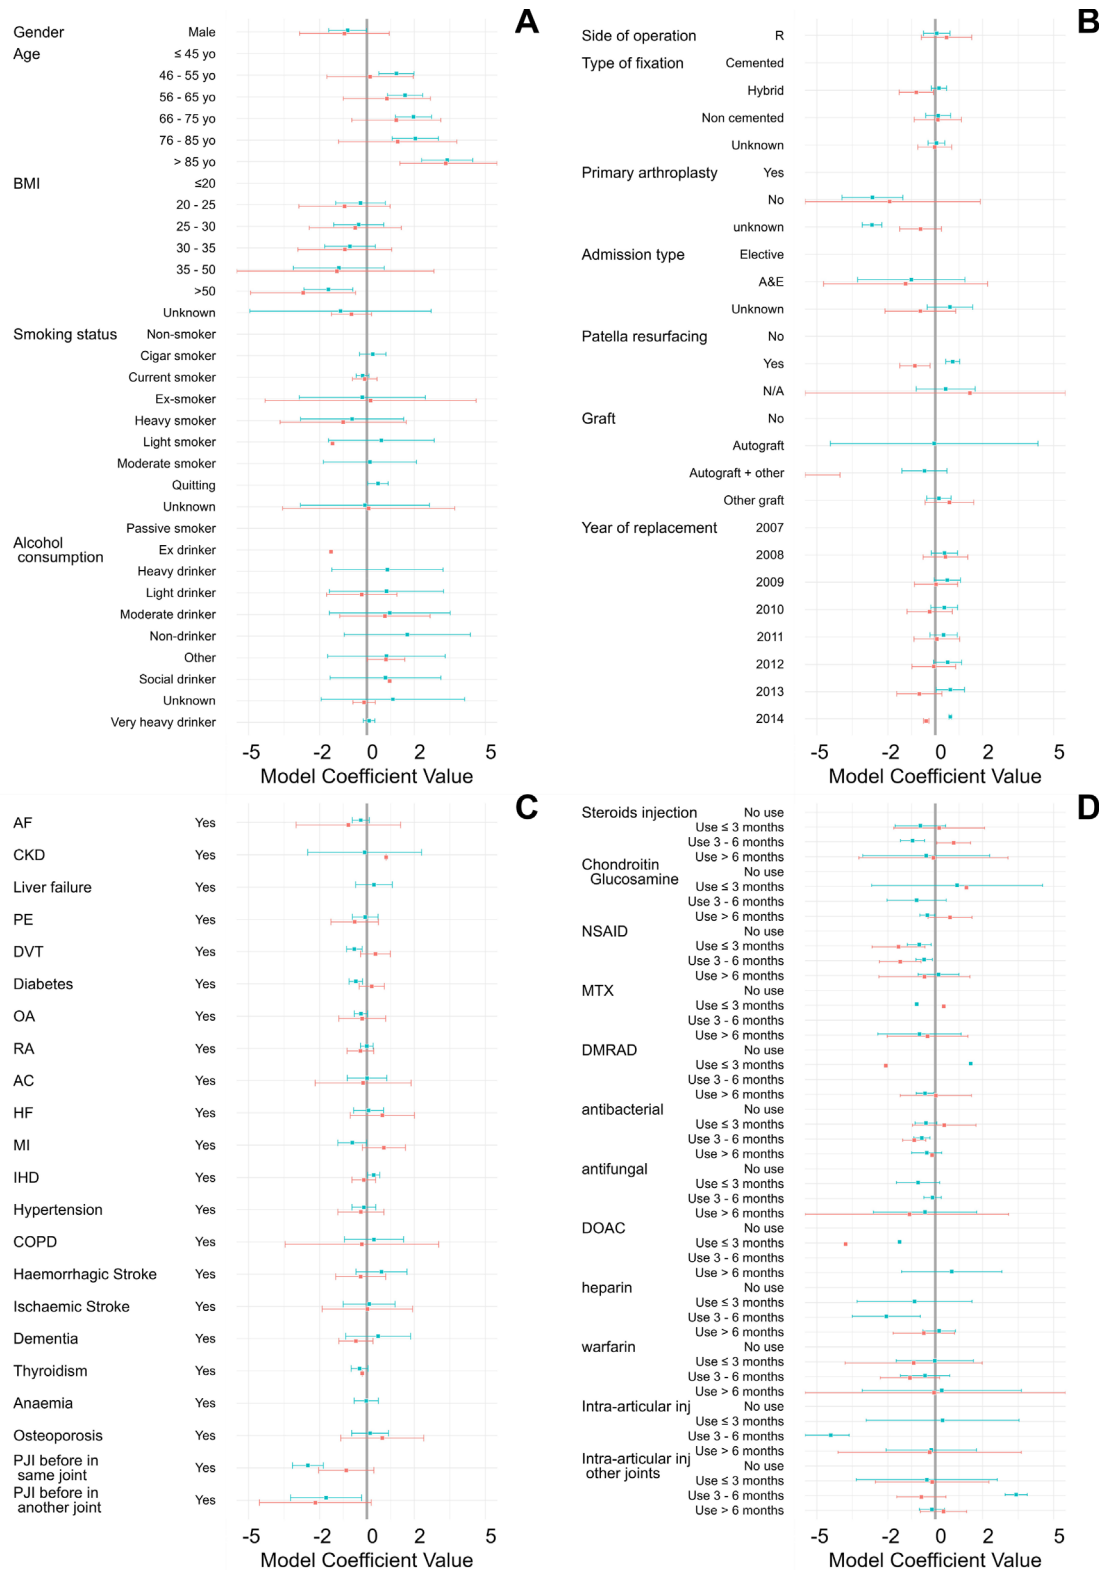 A
Gender Male
Age ≤ 45 yo
46 - 55 yo
56 - 65 yo
66 - 75 yo
76 - 85 yo
> 85 yo
BMI ≤20
20 - 25
25 - 30
30 - 35
35 - 50
>50
Unknown
Smoking status Non-smoker
Cigar smoker
Current smoker
Ex-smoker
Heavy smoker
Light smoker
Moderate smoker
Quitting
Unknown
Passive smoker
Alcohol
consumption
Ex drinker
Heavy drinker
Light drinker
Moderate drinker
Non-drinker
Other
Social drinker
Unknown
Very heavy drinker
-5 -2 0 2 5
Model Coefficient Value
B
Side of operation R
Type of fixation Cemented
Hybrid
Non cemented
Unknown
Primary arthroplasty Yes
No
unknown
Admission type Elective
A&E
Unknown
Patella resurfacing No
Yes
N/A
Graft No
Autograft
Autograft + other
Other graft
Year of replacement 2007
2008
2009
2010
2011
2012
2013
2014
-5 -2 0 2 5
Model Coefficient Value
C
AF Yes
CKD Yes
Liver failure Yes
PE Yes
DVT Yes
Diabetes Yes
OA Yes
RA Yes
AC Yes
HF Yes
MI Yes
IHD Yes
Hypertension Yes
COPD Yes
Haemorrhagic Stroke Yes
Ischaemic Stroke Yes
Dementia Yes
Thyroidism Yes
Anaemia Yes
Osteoporosis Yes
PJI before in
same joint Yes
PJI before in
another joint Yes
-5 -2 0 2 5
Model Coefficient Value
D
Steroids injection No use
Use ≤ 3 months
Use 3 - 6 months
Use > 6 months
Chondroitin
Glucosamine
No use
Use ≤ 3 months
Use 3 - 6 months
Use > 6 months
NSAID No use
Use ≤ 3 months
Use 3 - 6 months
Use > 6 months
MTX No use
Use ≤ 3 months
Use 3 - 6 months
Use > 6 months
DMRAD No use
Use ≤ 3 months
Use 3 - 6 months
Use > 6 months
antibacterial No use
Use ≤ 3 months
Use 3 - 6 months
Use > 6 months
antifungal No use
Use ≤ 3 months
Use 3 - 6 months
Use > 6 months
DOAC No use
Use ≤ 3 months
Use 3 - 6 months
Use > 6 months
heparin No use
Use ≤ 3 months
Use 3 - 6 months
Use > 6 months
warfarin No use
Use ≤ 3 months
Use 3 - 6 months
Use > 6 months
Intra-articular inj No use
Use ≤ 3 months
Use 3 - 6 months
Use > 6 months
Intra-articular inj
other joints
No use
Use ≤ 3 months
Use 3 - 6 months
Use > 6 months
-5 -2 0 2 5
Model Coefficient Value